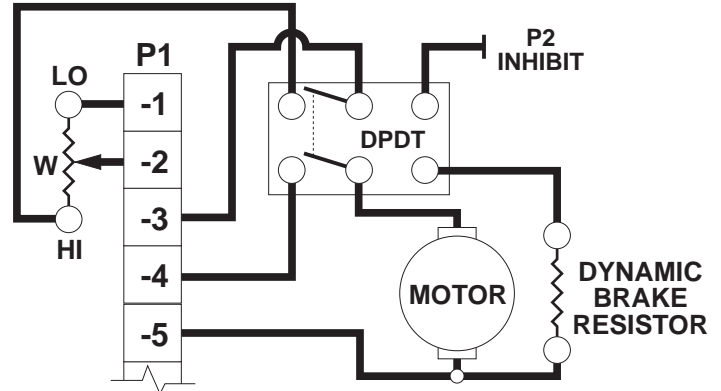 P2
INHIBIT
P1
LO
-1
DPDT
W
-2
-3
HI
-4
MOTOR
DYNAMIC
BRAKE
RESISTOR
-5